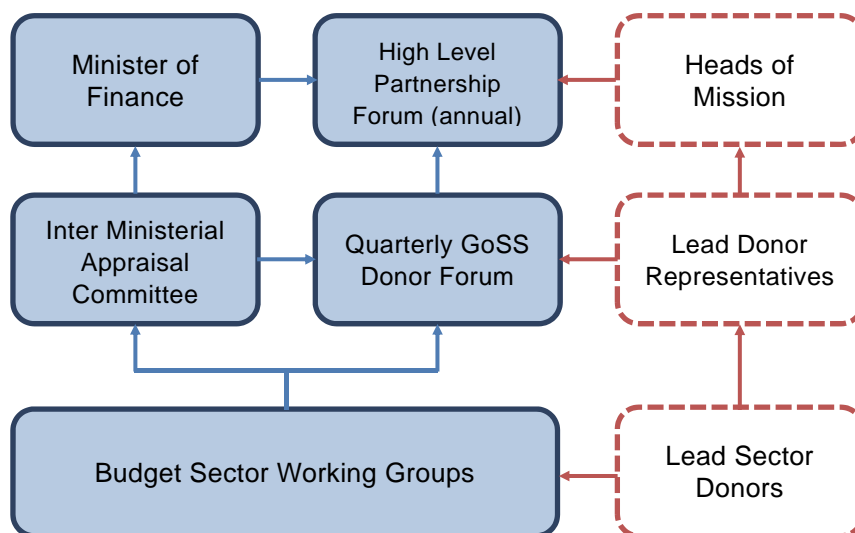 Minister of
Finance
High Level
Partnership
Forum (annual)
Heads of
Mission
Inter Ministerial
Appraisal
Committee
Quarterly GoSS
Donor Forum
Lead Donor
Representatives
Budget Sector Working Groups
Lead Sector
Donors